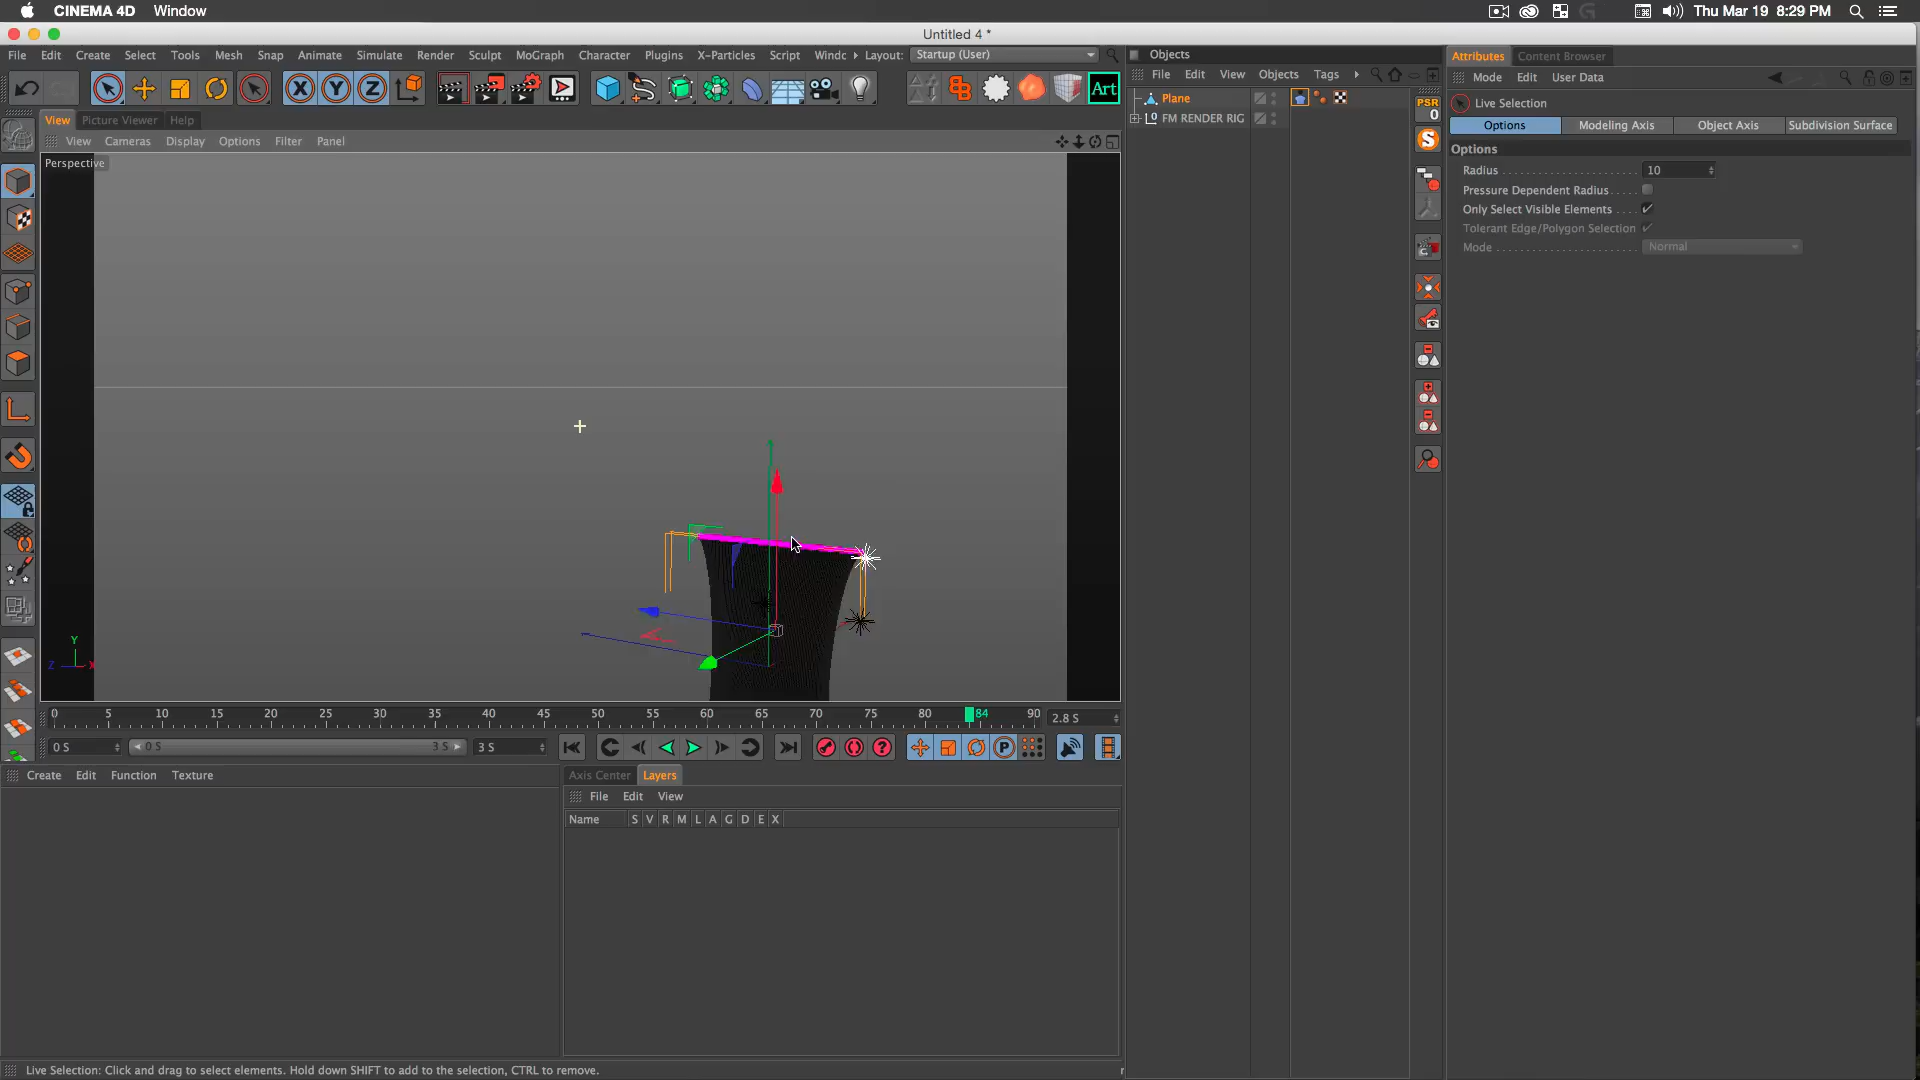 CINEMA 4D Window
Thu Mar 19 8:29 PM
Untitled 4 *
File Edit Create Select Tools Mesh Snap Animate Simulate Render Sculpt MoGraph Character Plugins X-Particles Script Windc Layout: Startup (User)
Objects
Attributes Content Browser
File Edit View Objects Tags
Mode Edit User Data
Art
Plane
PSR
0
Live Selection
View Picture Viewer Help
FM RENDER RIG
Options Modeling Axis Object Axis Subdivision Surface
View Cameras Display Options Filter Panel
Options
Perspective
Radius 10
Pressure Dependent Radius
Only Select Visible Elements
Tolerant Edge/Polygon Selection
Mode Normal
Y
Z X
0 5 10 15 20 25 30 35 40 45 50 55 60 65 70 75 80 84 90 2.8 S
0 S 0 S 3 S 3 S
Create Edit Function Texture
Axis Center Layers
File Edit View
Name S V R M L A G D E X
Live Selection: Click and drag to select elements. Hold down SHIFT to add to the selection, CTRL to remove.